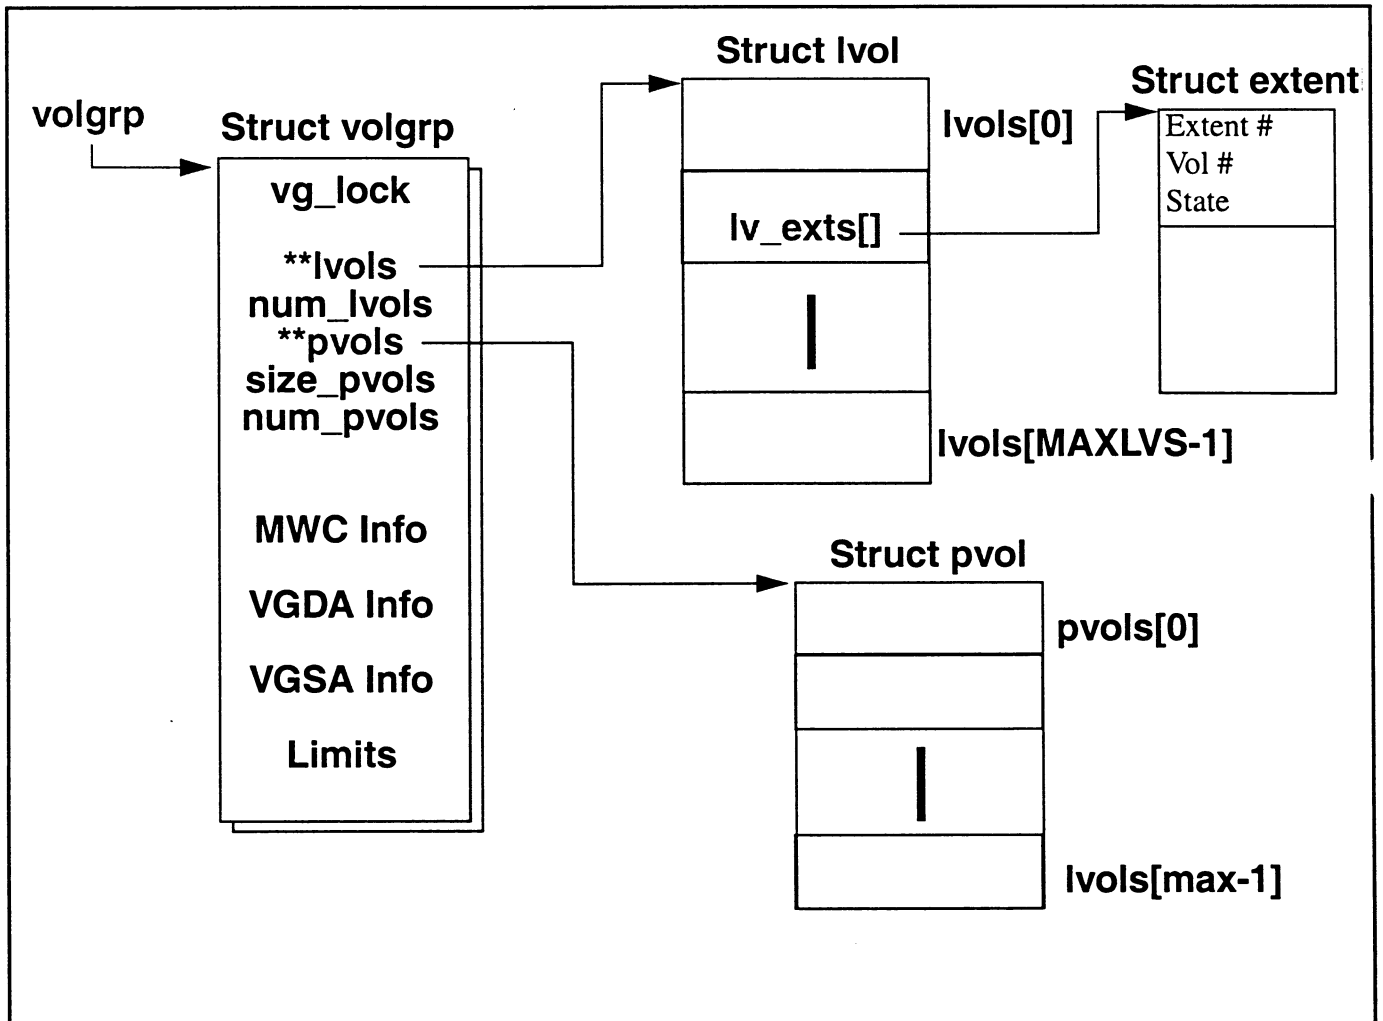 volgrp
Struct volgrp
vg_lock
**lvols
num_lvols
**pvols
size_pvols
num_pvols
MWC Info
VGDA Info
VGSA Info
Limits
Struct lvol
lvols[0]
lv_exts[]
lvols[MAXLVS-1]
Struct extent
Extent #
Vol #
State
Struct pvol
pvols[0]
lvols[max-1]